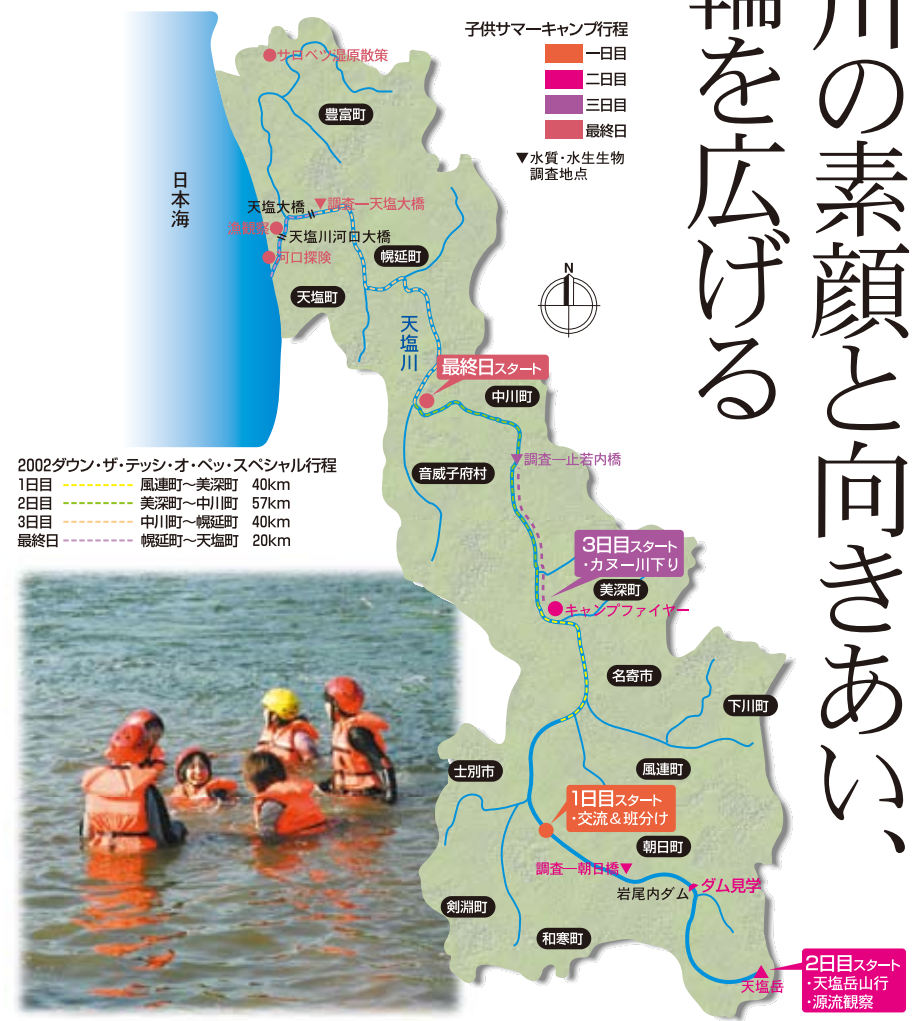 川の素顔と向きあい、
輪を広げる
子供サマーキャンプ行程
一日目
二日目
三日目
最終日
▼水質・水生生物
調査地点
サロベツ湿原散策
豊富町
日本海
天塩大橋
▼調査―天塩大橋
天塩川河口大橋
幌延町
河口探険
天塩町
N
天塩川
最終日スタート
中川町
▼調査―止若内橋
音威子府村
2002ダウン・ザ・テッシ・オ・ペッ・スペシャル行程
1日目 風連町〜美深町 40km
2日目 美深町〜中川町 57km
3日目 中川町〜幌延町 40km
最終日 幌延町〜天塩町 20km
3日目スタート
・カヌー川下り
美深町
キャンプファイヤー
名寄市
下川町
士別市
風連町
1日目スタート
・交流&班分け
朝日町
調査―朝日橋▼
ダム見学
岩尾内ダム
剣淵町
和寒町
2日目スタート
・天塩岳山行
・源流観察
天塩岳